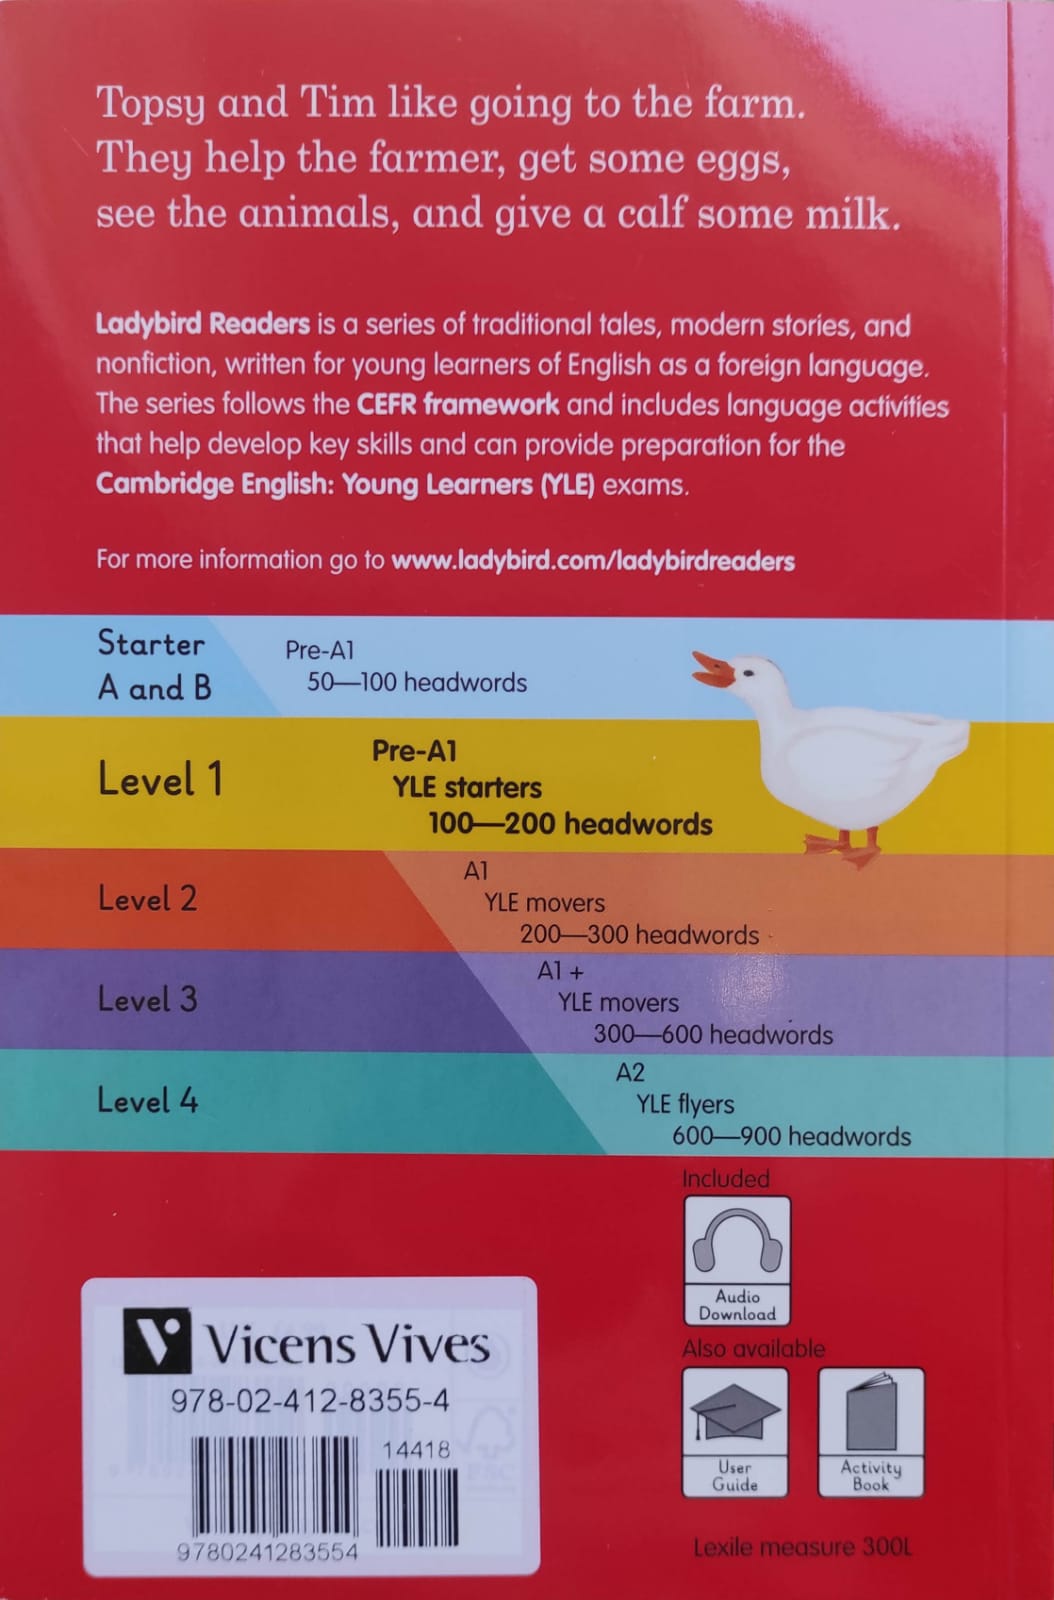 Topsy and Tim like going to the farm.
They help the farmer, get some eggs,
see the animals, and give a calf some milk.
Ladybird Readers is a series of traditional tales, modern stories, and
nonfiction, written for young learners of English as a foreign language.
The series follows the CEFR framework and includes language activities
that help develop key skills and can provide preparation for the
Cambridge English: Young Learners (YLE) exams.
For more information go to www.ladybird.com/ladybirdreaders
Starter
A and B
Pre-A1
50—100 headwords
Level 1
Pre-A1
YLE starters
100—200 headwords
Level 2
A1
YLE movers
200—300 headwords
Level 3
A1 +
YLE movers
300—600 headwords
Level 4
A2
YLE flyers
600—900 headwords
Included
Audio
Download
Also available
User
Guide
Activity
Book
Lexile measure 300L
Vicens Vives
978-02-412-8355-4
14418
9780241283554
FSC